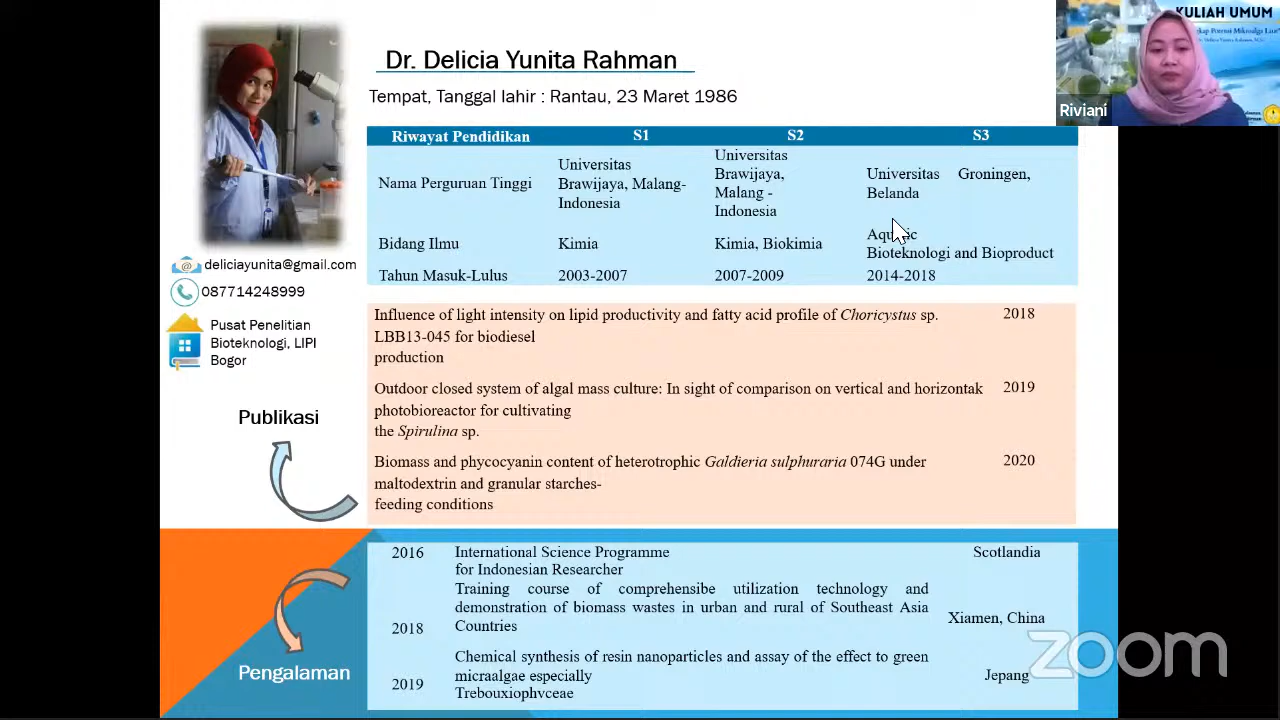 Dr. Delicia Yunita Rahman
Tempat, Tanggal lahir : Rantau, 23 Maret 1986
KULIAH UMUM
Riviani
Riwayat Pendidikan S1 S2 S3
Nama Perguruan Tinggi
Universitas
Brawijaya, Malang-
Indonesia
Universitas
Brawijaya,
Malang -
Indonesia
Universitas Groningen,
Belanda
Bidang Ilmu
Kimia
Kimia, Biokimia
Bioteknologi and Bioproduct
Tahun Masuk-Lulus 2003-2007 2007-2009 2014-2018
deliciayunita@gmail.com
087714248999
Pusat Penelitian
Bioteknologi, LIPI
Bogor
Publikasi
Influence of light intensity on lipid productivity and fatty acid profile of Choricystus sp. 2018
LBB13-045 for biodiesel
production
Outdoor closed system of algal mass culture: In sight of comparison on vertical and horizontak 2019
photobioreactor for cultivating
the Spirulina sp.
Biomass and phycocyanin content of heterotrophic Galdieria sulphuraria 074G under 2020
maltodextrin and granular starches-
feeding conditions
Pengalaman
2016 International Science Programme Scotlandia
for Indonesian Researcher
Training course of comprehensibe utilization technology and
demonstration of biomass wastes in urban and rural of Southeast Asia
Countries
2018 Xiamen, China
Chemical synthesis of resin nanoparticles and assay of the effect to green
micraalgae especially
Trebouxiophvceae
2019 Jepang
zoom